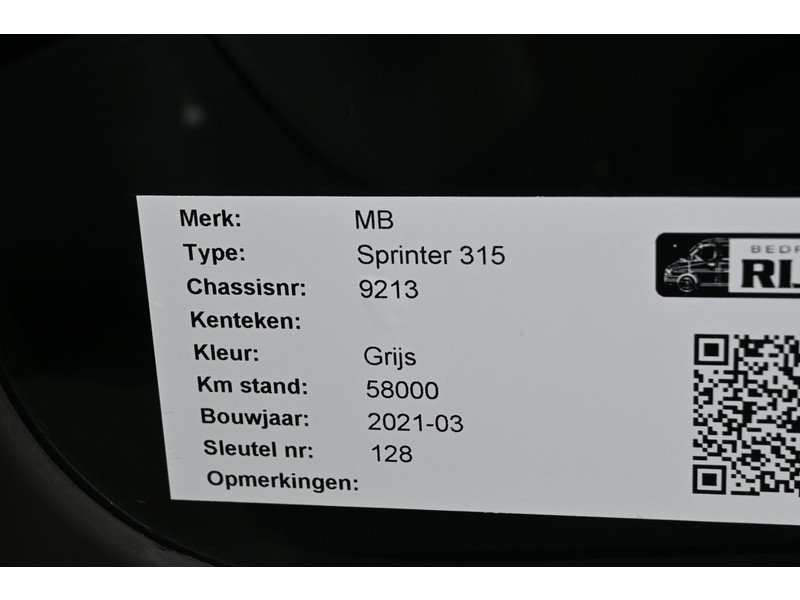 Merk: MB
Type: Sprinter 315
Chassisnr: 9213
Kenteken:
Kleur: Grijs
Km stand: 58000
Bouwjaar: 2021-03
Sleutel nr: 128
Opmerkingen: